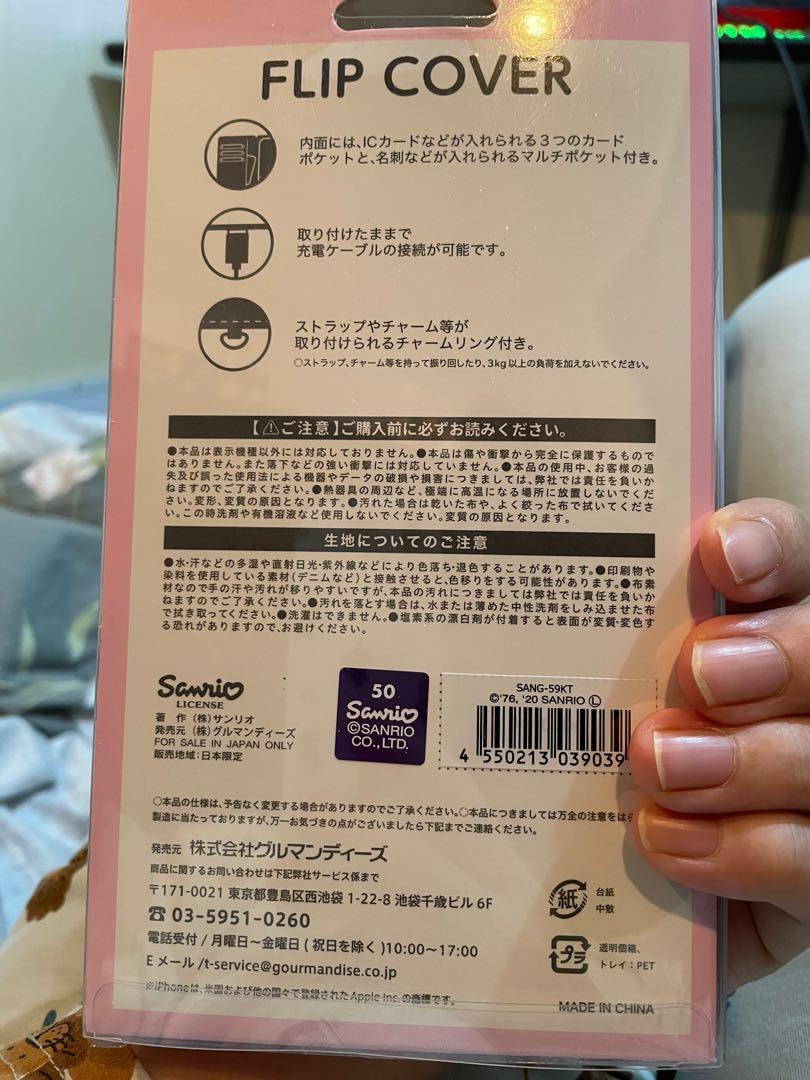 FLIP COVER
内面には、ICカードなどが入れられる3つのカード
ポケットと、名刺などが入れられるマルチポケット付き。
取り付けたままで
充電ケーブルの接続が可能です。
ストラップやチャーム等が
取り付けられるチャームリング付き。
○ストラップ、チャーム等を持って振り回したり、3kg以上の負荷を加えないでください。
【⚠ご注意】ご購入前に必ずお読みください。
●本品は表示機種以外には対応しておりません。●本品は傷や衝撃から完全に保護するもので
はありません。また落下などの強い衝撃には対応していません。●本品の使用中、お客様の過
失及び誤った使用法による機器やデータの破損や損害につきましては、弊社では責任を負いか
ねますのでご了承ください。●熱器具の周辺など、極端に高温になる場所に放置しないでくだ
さい。変形、変質の原因となります。●汚れた場合は乾いた布や、よく絞った布で拭いてくださ
い。この時洗剤や有機溶液など使用しないでください。変質の原因となります。
生地についてのご注意
●水・汗などの多湿や直射日光・紫外線などにより色落ち・退色することがあります。●印刷物や
染料を使用している素材(デニムなど)と接触させると、色移りをする可能性があります。●布素
材なので手の汗や汚れが移りやすいですが、本品の汚れにつきましては弊社では責任を負いか
ねますのでご了承ください。●汚れを落とす場合は、水または薄めた中性洗剤をしみ込ませた布
で拭き取ってください。●洗濯はできません。●塩素系の漂白剤が付着すると表面が変質・変色す
る恐れがありますので、お避けください。
Sanrio
LICENSE
著 作 (株)サンリオ
発売元 (株)グルマンディーズ
FOR SALE IN JAPAN ONLY
販売地域:日本限定
50
Sanrio
©SANRIO
CO.,LTD.
SANG-59KT
©'76, '20 SANRIO Ⓛ
4 550213 039039
○本品の仕様は、予告なく変更する場合がありますのでご了承ください。○本品につきましては万全の注意をはら
製造に当たっておりますが、万一お気づきの点がございましたら下記までご連絡ください。
発売元 株式会社グルマンディーズ
商品に関するお問い合わせは下記弊社サービス係まで
〒171-0021 東京都豊島区西池袋 1-22-8 池袋千歳ビル 6F
☎ 03-5951-0260
電話受付 / 月曜日〜金曜日 ( 祝日を除く )10:00〜17:00
Eメール /t-service@gourmandise.co.jp
※iPhoneは、米国および他の国々で登録されたApple Inc.の商標です。
紙
台紙
中敷
プラ
透明個箱、
トレイ:PET
MADE IN CHINA